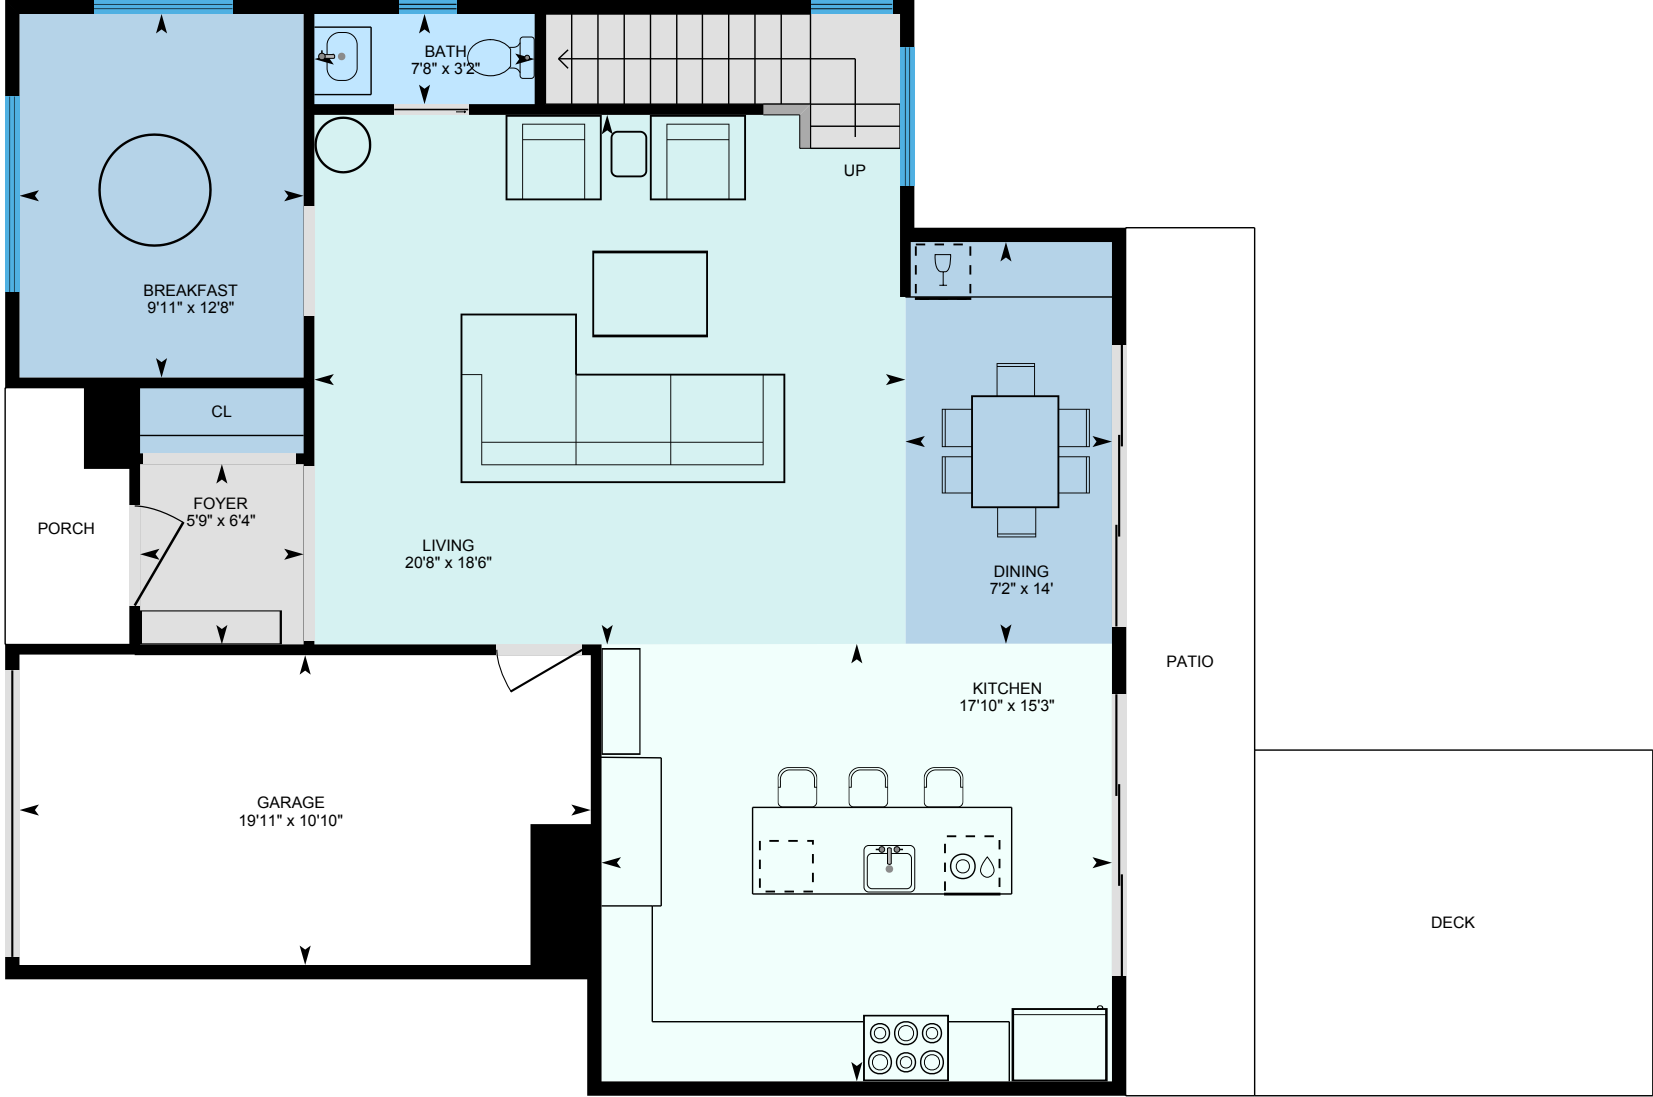 BATH
7'8" x 3'2"
UP
BREAKFAST
9'11" x 12'8"
CL
FOYER
5'9" x 6'4"
PORCH
LIVING
20'8" x 18'6"
DINING
7'2" x 14'
PATIO
KITCHEN
17'10" x 15'3"
GARAGE
19'11" x 10'10"
DECK